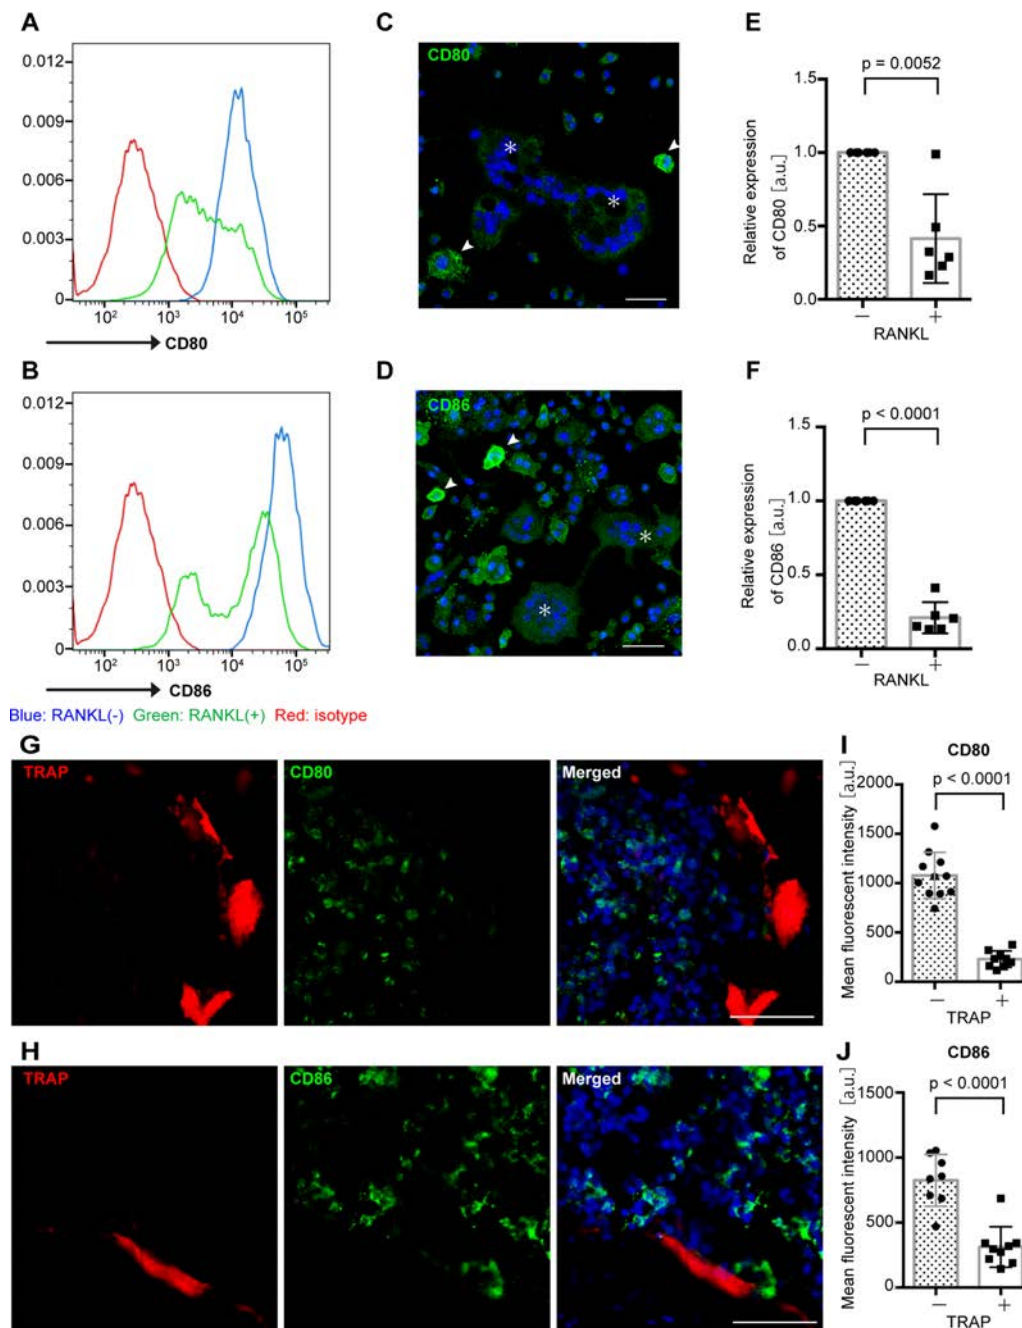 A
0.012
0.009
0.006
0.003
0
10²
10³
10⁴
10⁵
CD80
B
0.012
0.009
0.006
0.003
0
10²
10³
10⁴
10⁵
CD86
Blue: RANKL(-) Green: RANKL(+) Red: isotype
C
CD80
*
*
D
CD86
*
*
E
p = 0.0052
1.5
1.0
0.5
0.0
Relative expression
of CD80 [a.u.]
− +
RANKL
F
p < 0.0001
1.5
1.0
0.5
0.0
Relative expression
of CD86 [a.u.]
− +
RANKL
G
TRAP
CD80
Merged
H
TRAP
CD86
Merged
I
CD80
p < 0.0001
2000
1500
1000
500
0
Mean fluorescent intensity [a.u.]
− +
TRAP
J
CD86
p < 0.0001
1500
1000
500
0
Mean fluorescent intensity [a.u.]
− +
TRAP